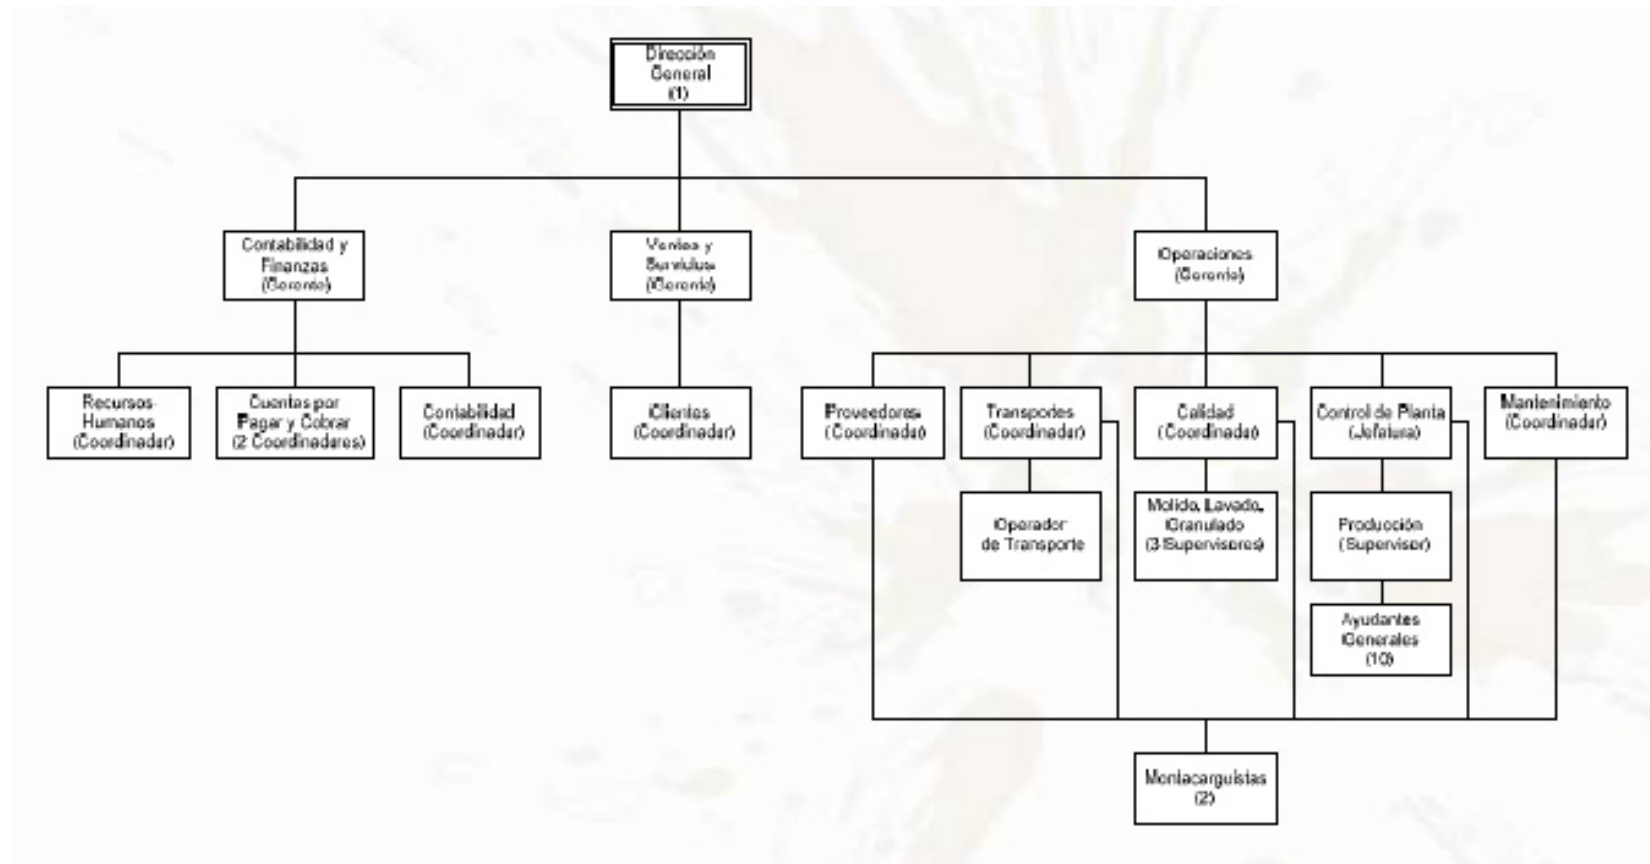 Dirección
General
(1)
Contabilidad y
Finanzas
(Gerente)
Ventas y
Servicios
(Gerente)
Operaciones
(Gerente)
Recursos
Humanos
(Coordinador)
Cuentas por
Pagar y Cobrar
(2 Coordinadores)
Contabilidad
(Coordinador)
Clientes
(Coordinador)
Proveedores
(Coordinador)
Transportes
(Coordinador)
Calidad
(Coordinador)
Control de Planta
(Jefatura)
Mantenimiento
(Coordinador)
Operador
de Transporte
Molido, Lavado,
Granulado
(3 Supervisores)
Producción
(Supervisor)
Ayudantes
Generales
(10)
Montacarguistas
(2)